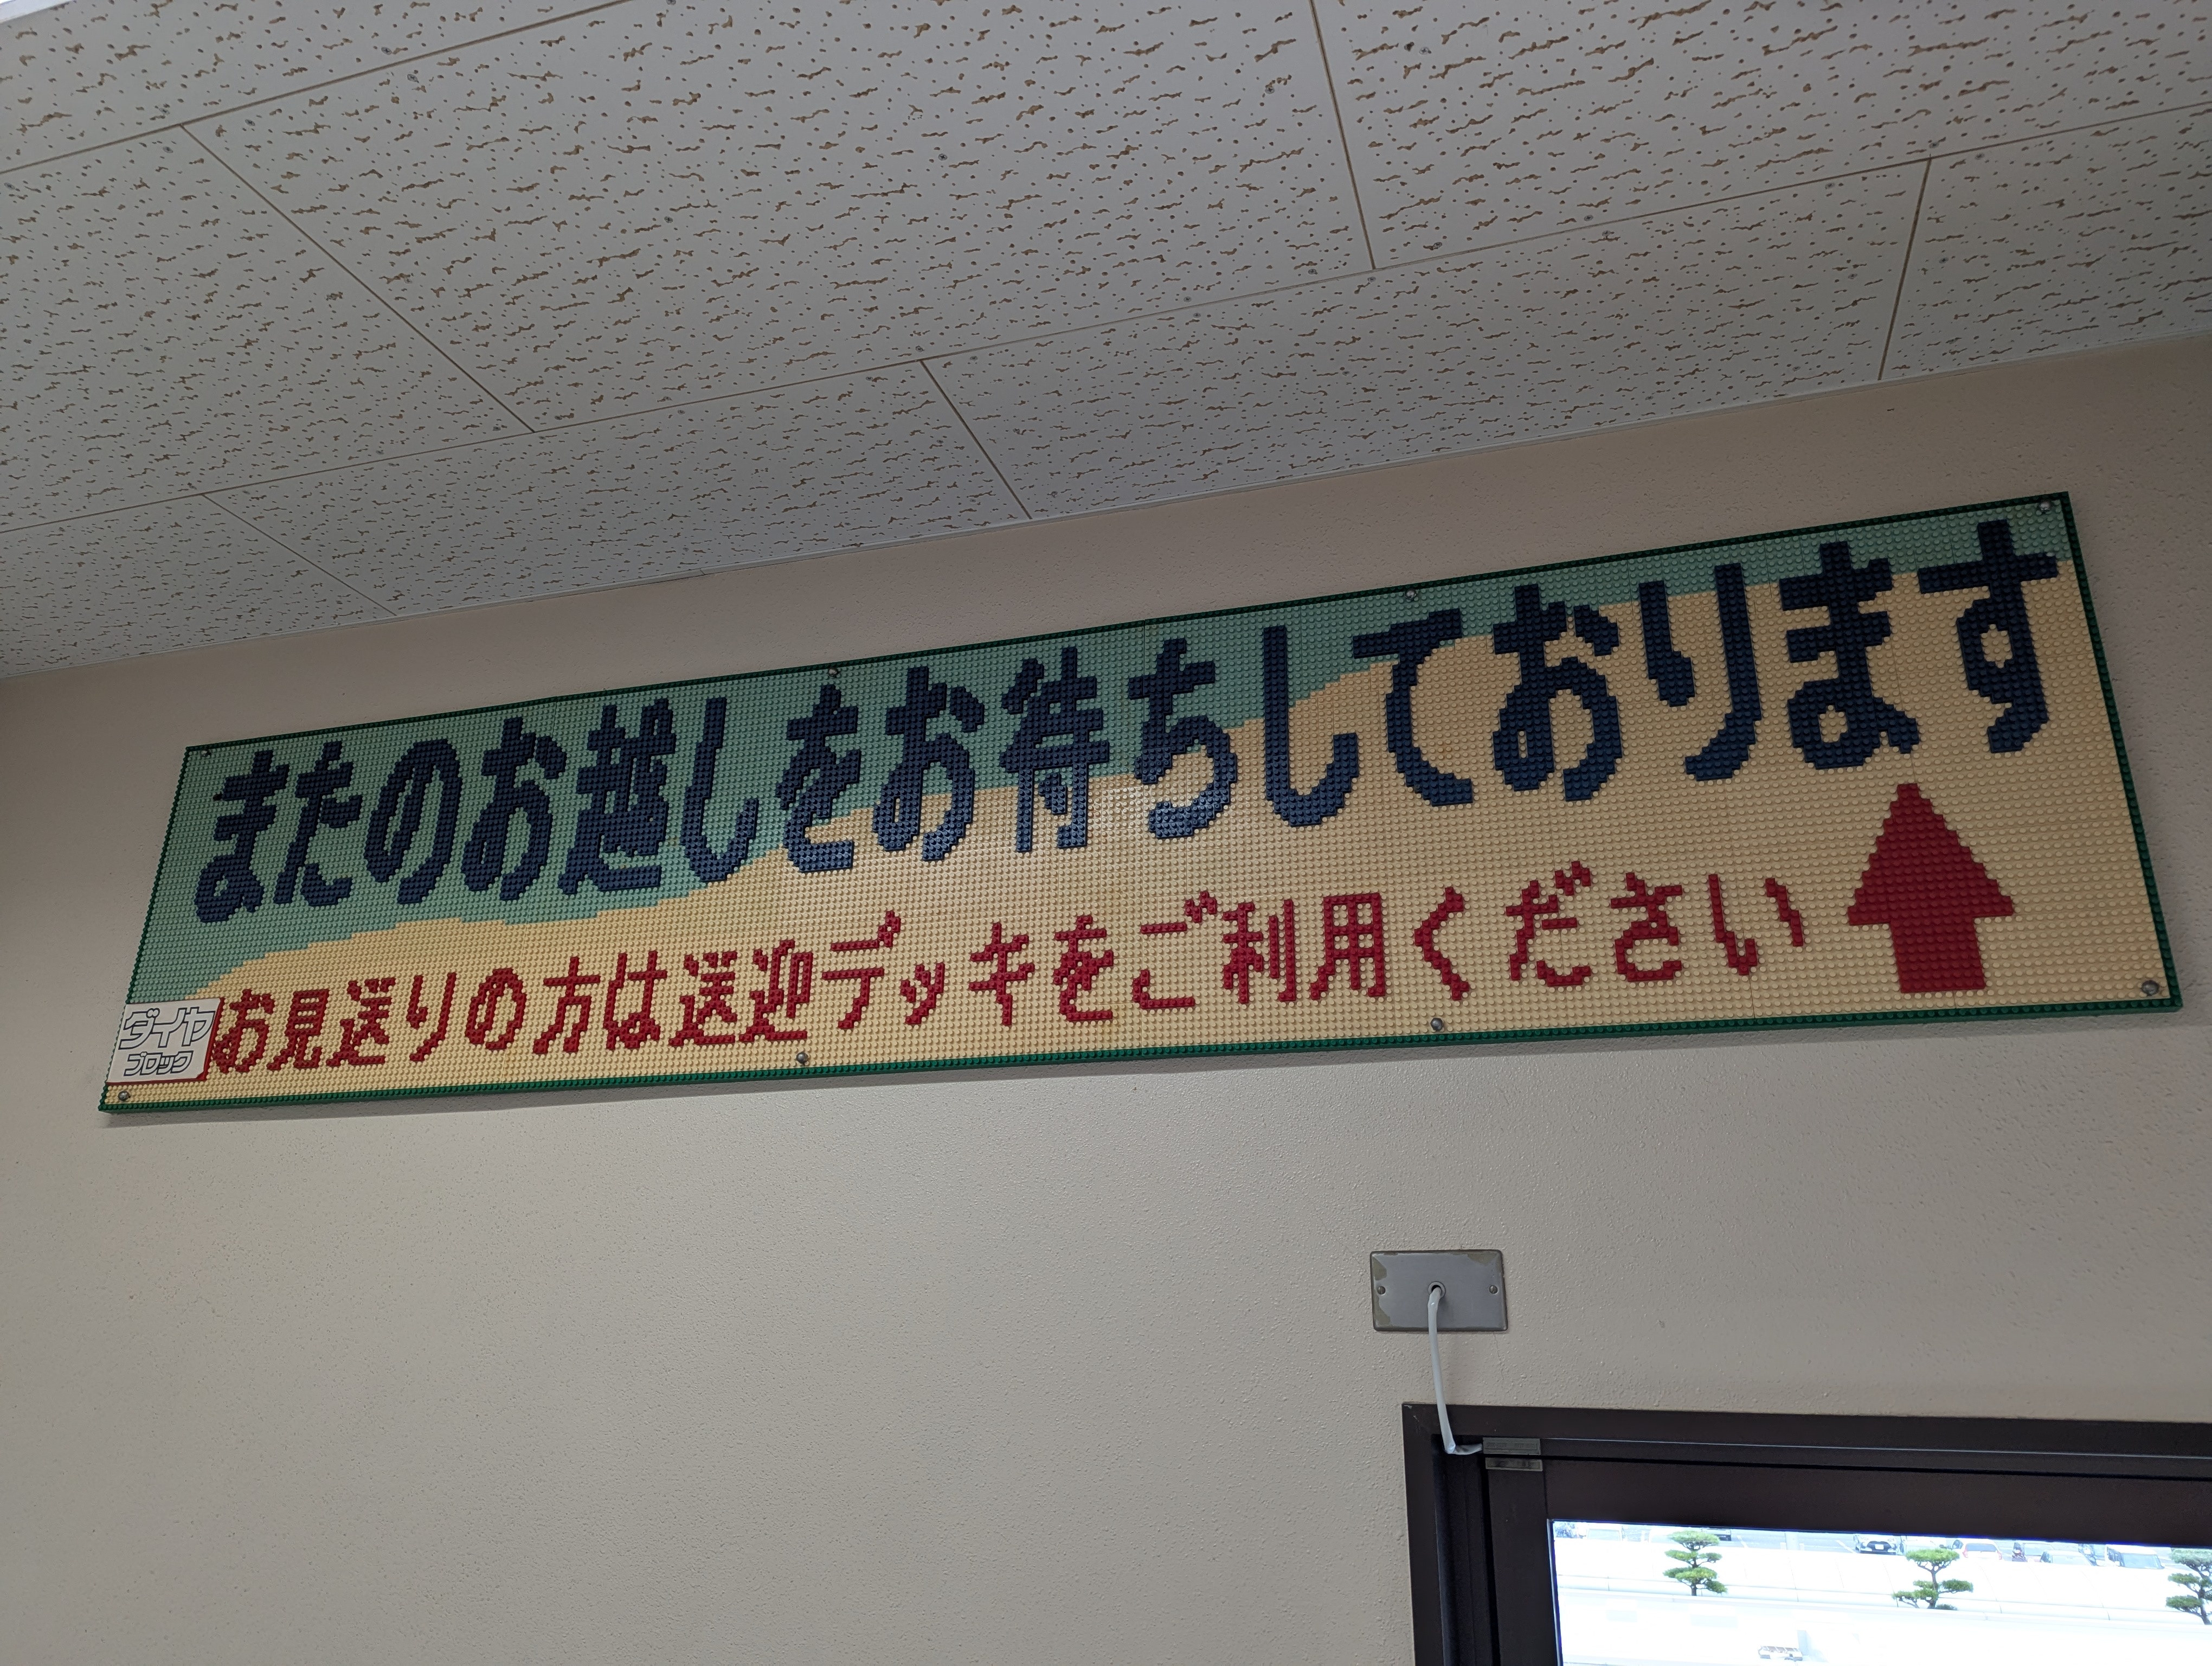 またのお越しをお待ちしております
お見送りの方は送迎デッキをご利用ください
ダイヤ
ブロック